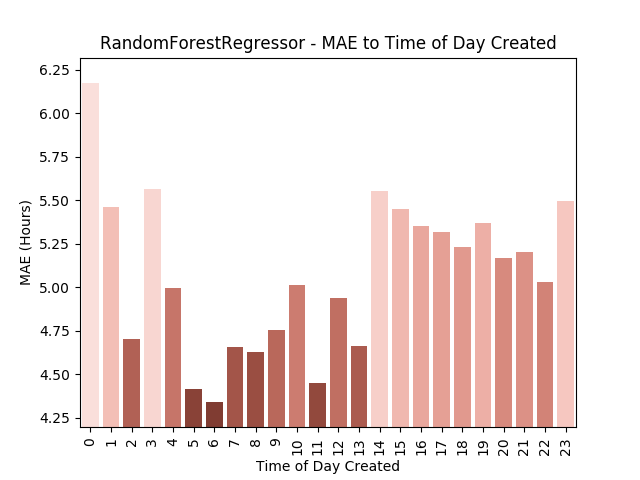 RandomForestRegressor - MAE to Time of Day Created
6.25
6.00
5.75
5.50
5.25
5.00
4.75
4.50
4.25
MAE (Hours)
0 1 2 3 4 5 6 7 8 9 10 11 12 13 14 15 16 17 18 19 20 21 22 23
Time of Day Created